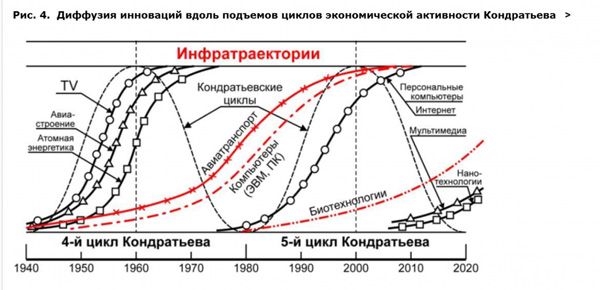 Рис. 4. Диффузия инноваций вдоль подъемов циклов экономической активности Кондратьева >
Инфратраектории
TV
Авиа-
строение
Атомная
энергетика
Кондратьевские
циклы
Авиатранспорт
Компьютеры
(ЭВМ, ПК)
Персональные
компьютеры
Интернет
Мультимедиа
Нано-
технологии
Биотехнологии
4-й цикл Кондратьева
5-й цикл Кондратьева
1940 1950 1960 1970 1980 1990 2000 2010 2020